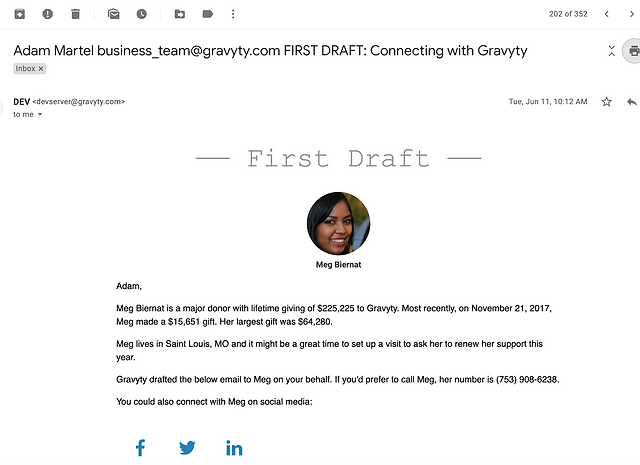 202 of 352
Adam Martel business_team@gravyty.com FIRST DRAFT: Connecting with Gravyty
Inbox ×
DEV <devserver@gravyty.com>
Tue, Jun 11, 10:12 AM
to me
— First Draft —
Meg Biernat
Adam,
Meg Biernat is a major donor with lifetime giving of $225,225 to Gravyty. Most recently, on November 21, 2017,
Meg made a $15,651 gift. Her largest gift was $64,280.
Meg lives in Saint Louis, MO and it might be a great time to set up a visit to ask her to renew her support this
year.
Gravyty drafted the below email to Meg on your behalf. If you'd prefer to call Meg, her number is (753) 908-6238.
You could also connect with Meg on social media: